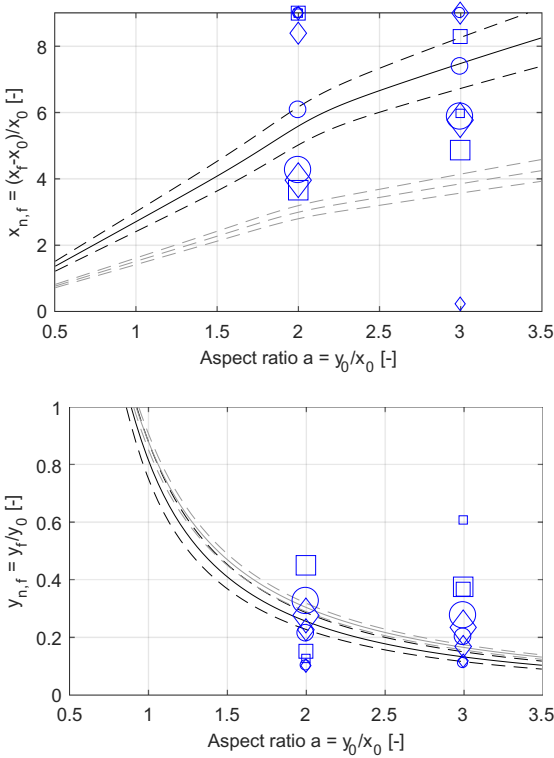 8
6
4
2
0
x_n,f = (x_f-x_0)/x_0 [-]
0.5 1 1.5 2 2.5 3 3.5
Aspect ratio a = y_0/x_0 [-]
1
0.8
0.6
0.4
0.2
0
y_n,f = y_f/y_0 [-]
0.5 1 1.5 2 2.5 3 3.5
Aspect ratio a = y_0/x_0 [-]